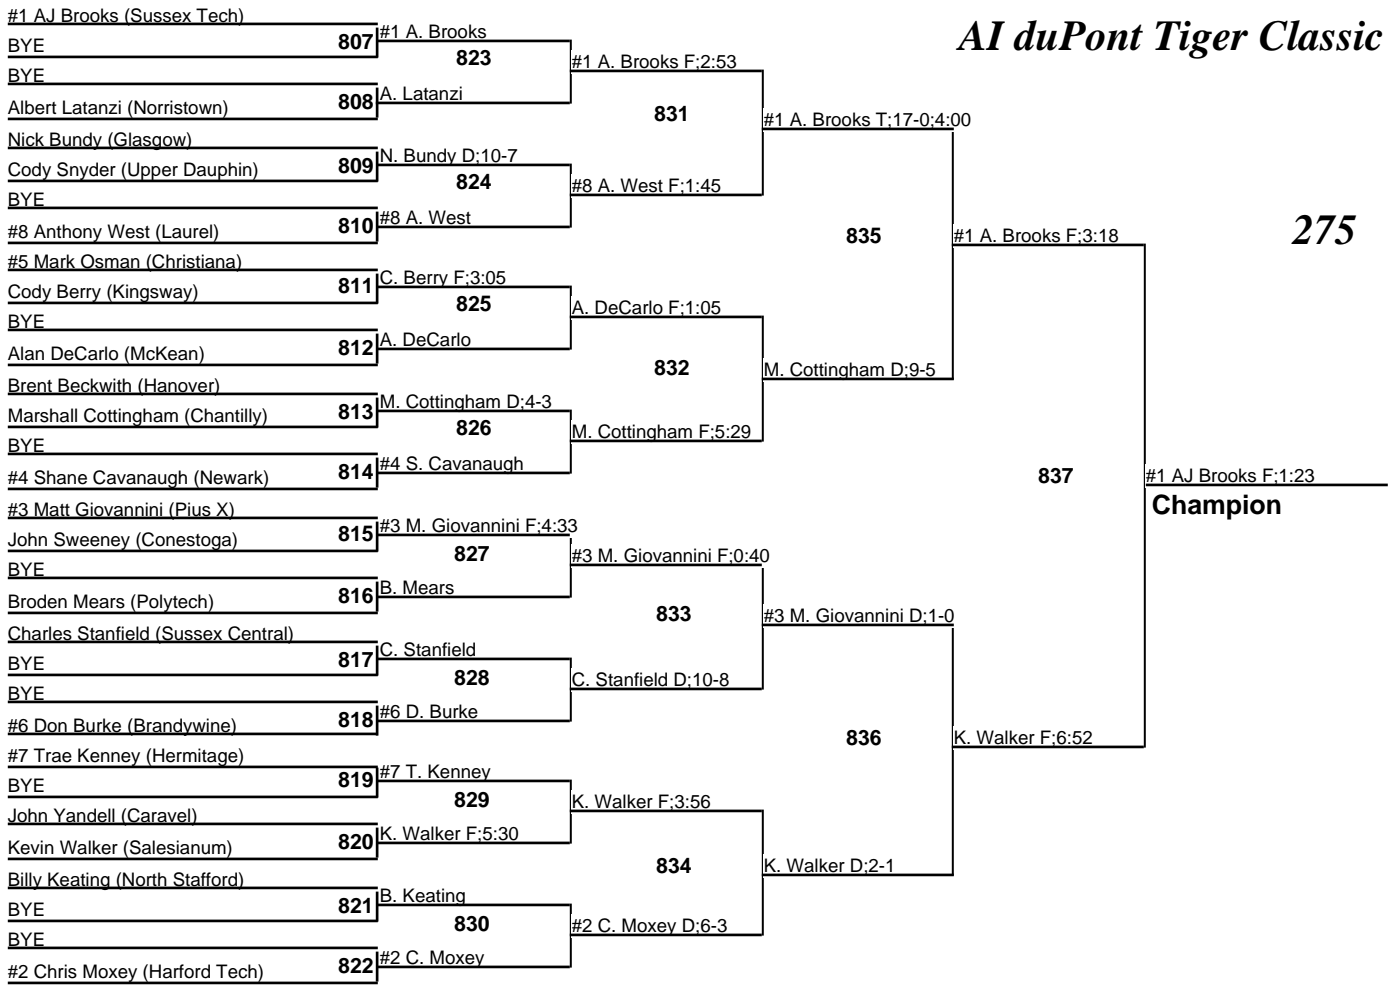 AI duPont Tiger Classic
275
#1 AJ Brooks (Sussex Tech)
BYE
BYE
Albert Latanzi (Norristown)
Nick Bundy (Glasgow)
Cody Snyder (Upper Dauphin)
BYE
#8 Anthony West (Laurel)
#5 Mark Osman (Christiana)
Cody Berry (Kingsway)
BYE
Alan DeCarlo (McKean)
Brent Beckwith (Hanover)
Marshall Cottingham (Chantilly)
BYE
#4 Shane Cavanaugh (Newark)
#3 Matt Giovannini (Pius X)
John Sweeney (Conestoga)
BYE
Broden Mears (Polytech)
Charles Stanfield (Sussex Central)
BYE
BYE
#6 Don Burke (Brandywine)
#7 Trae Kenney (Hermitage)
BYE
John Yandell (Caravel)
Kevin Walker (Salesianum)
Billy Keating (North Stafford)
BYE
BYE
#2 Chris Moxey (Harford Tech)
807
808
809
810
811
812
813
814
815
816
817
818
819
820
821
822
#1 A. Brooks
823
A. Latanzi
N. Bundy D;10-7
824
#8 A. West
C. Berry F;3:05
825
A. DeCarlo
M. Cottingham D;4-3
826
#4 S. Cavanaugh
#3 M. Giovannini F;4:33
827
B. Mears
C. Stanfield
828
#6 D. Burke
#7 T. Kenney
829
K. Walker F;5:30
B. Keating
830
#2 C. Moxey
#1 A. Brooks F;2:53
831
#8 A. West F;1:45
A. DeCarlo F;1:05
832
M. Cottingham F;5:29
#3 M. Giovannini F;0:40
833
C. Stanfield D;10-8
K. Walker F;3:56
834
#2 C. Moxey D;6-3
#1 A. Brooks T;17-0;4:00
835
M. Cottingham D;9-5
#3 M. Giovannini D;1-0
836
K. Walker D;2-1
#1 A. Brooks F;3:18
837
K. Walker F;6:52
#1 AJ Brooks F;1:23
Champion